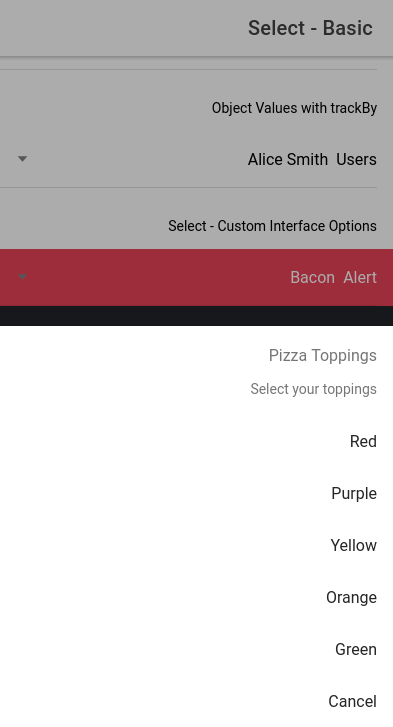 Select - Basic
Object Values with trackBy
Alice Smith Users
Select - Custom Interface Options
Bacon Alert
Pizza Toppings
Select your toppings
Red
Purple
Yellow
Orange
Green
Cancel